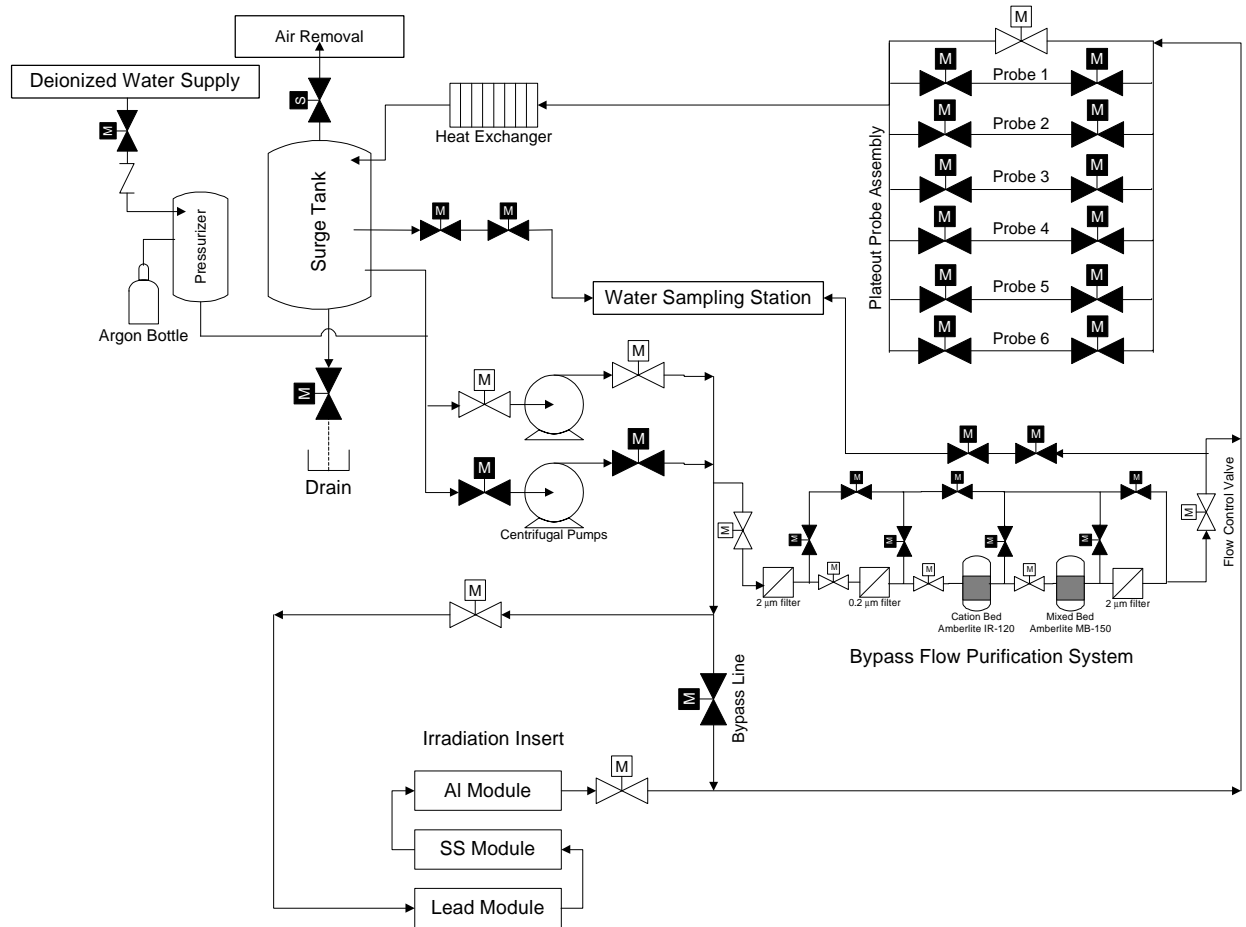 Air Removal
M
Deionized Water Supply
S
M
M
Probe 1
M
M
Heat Exchanger
M
Probe 2
M
Plateout Probe Assembly
M
Probe 3
M
Surge Tank
Pressurizer
M
M
M
Probe 4
M
Argon Bottle
Water Sampling Station
M
Probe 5
M
M
Probe 6
M
M
M
M
Drain
M
M
Centrifugal Pumps
M
M
M
M
M
M
M
M
M
M
M
M
M
M
Flow Control Valve
2 μm filter
0.2 μm filter
Cation Bed
Amberlite IR-120
Mixed Bed
Amberlite MB-150
2 μm filter
Bypass Flow Purification System
M
M
Bypass Line
Irradiation Insert
Al Module
M
SS Module
Lead Module